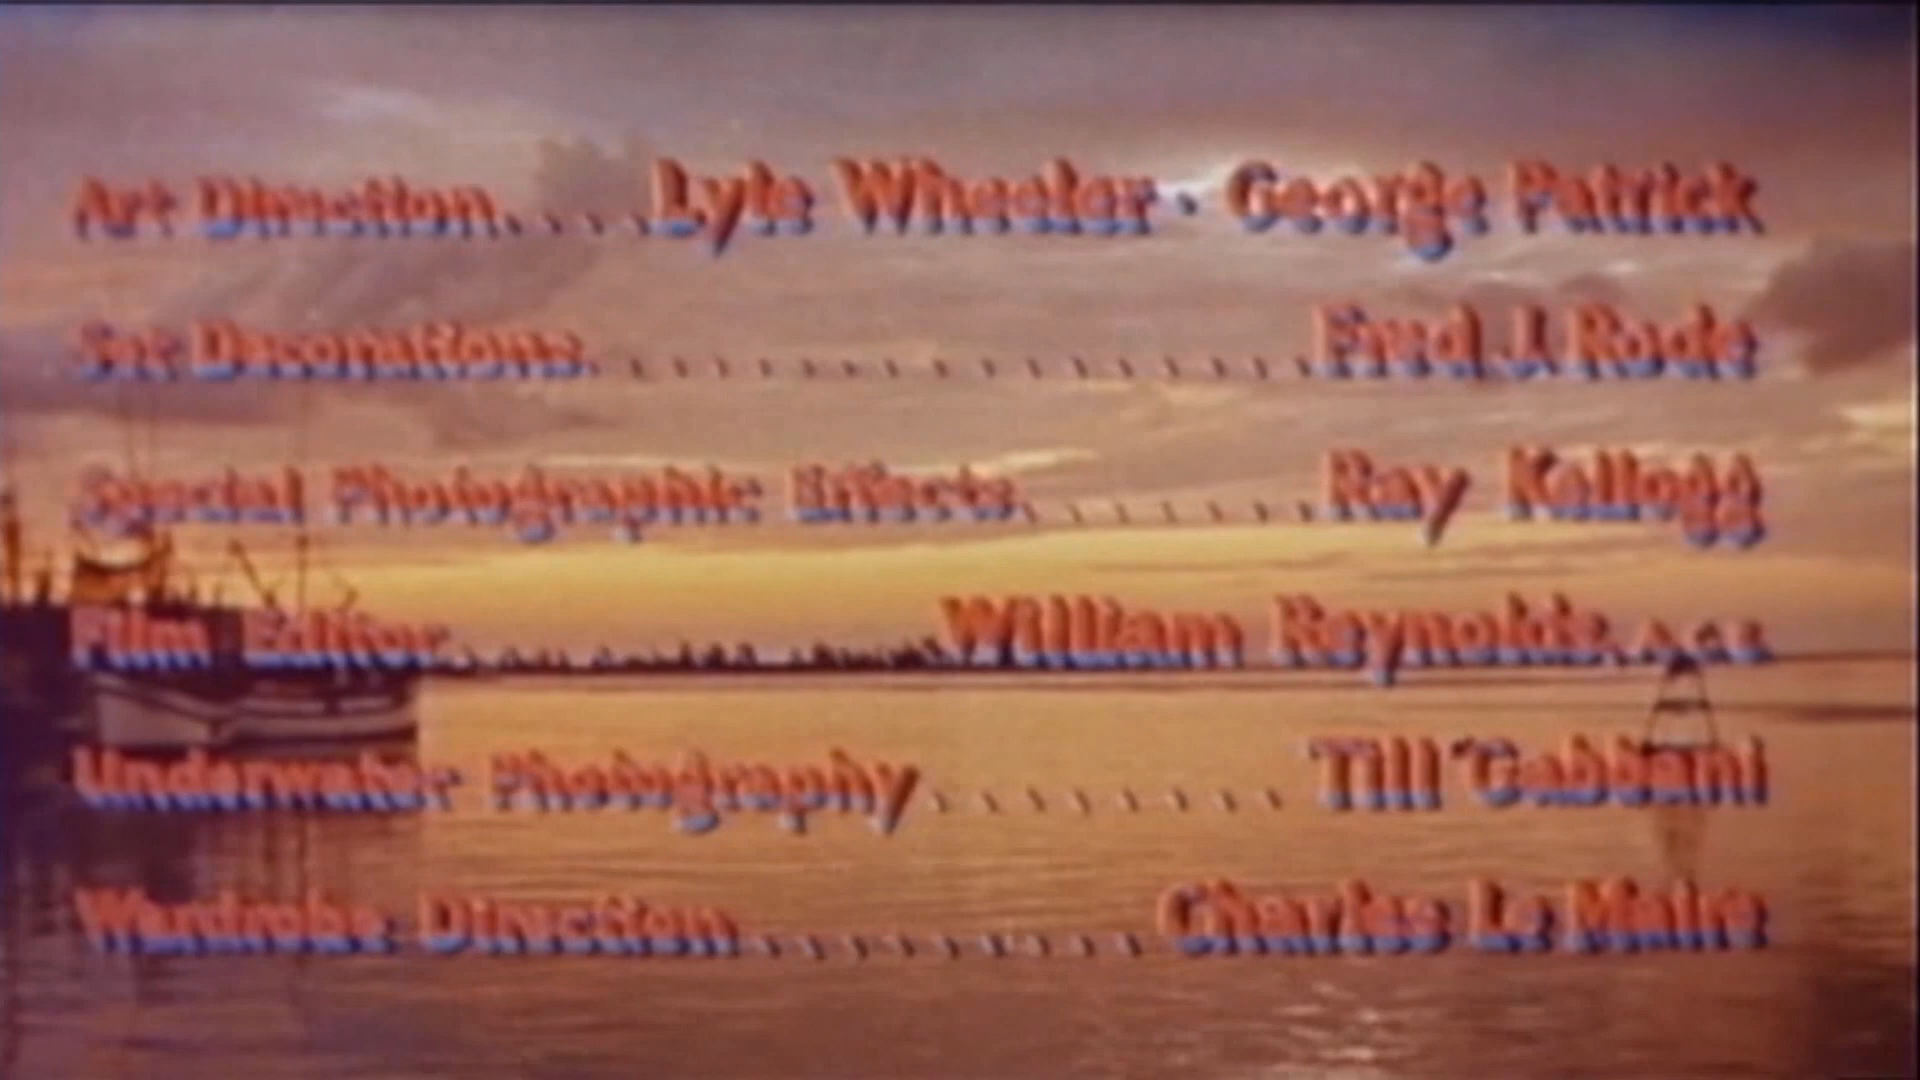 Art Direction.....Lyle Wheeler · George Patrick
Set Decorations..................Fred J. Rode
Special Photographic Effects.......Ray Kellogg
Film Editor............William Reynolds, A.C.E.
Underwater Photography........Till Gabbani
Wardrobe Direction..........Charles Le Maire